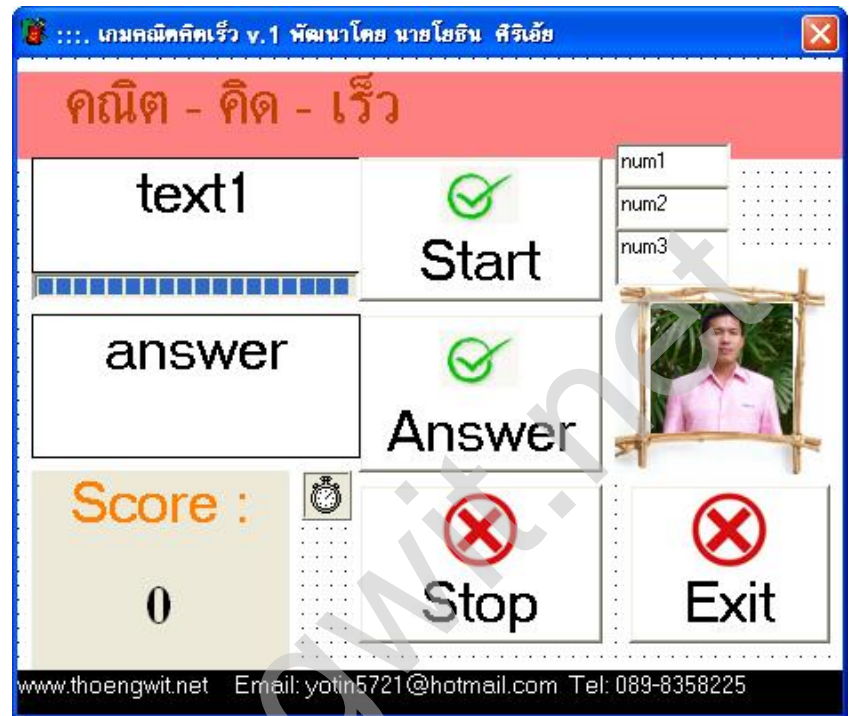 :::. เกมคณิตคิดเร็ว v.1 พัฒนาโดย นายโยธิน ศิริเอ้ย
คณิต - คิด - เร็ว
text1
Start
num1
num2
num3
answer
Answer
Score :
0
Stop
Exit
www.thoengwit.net Email: yotin5721@hotmail.com Tel: 089-8358225